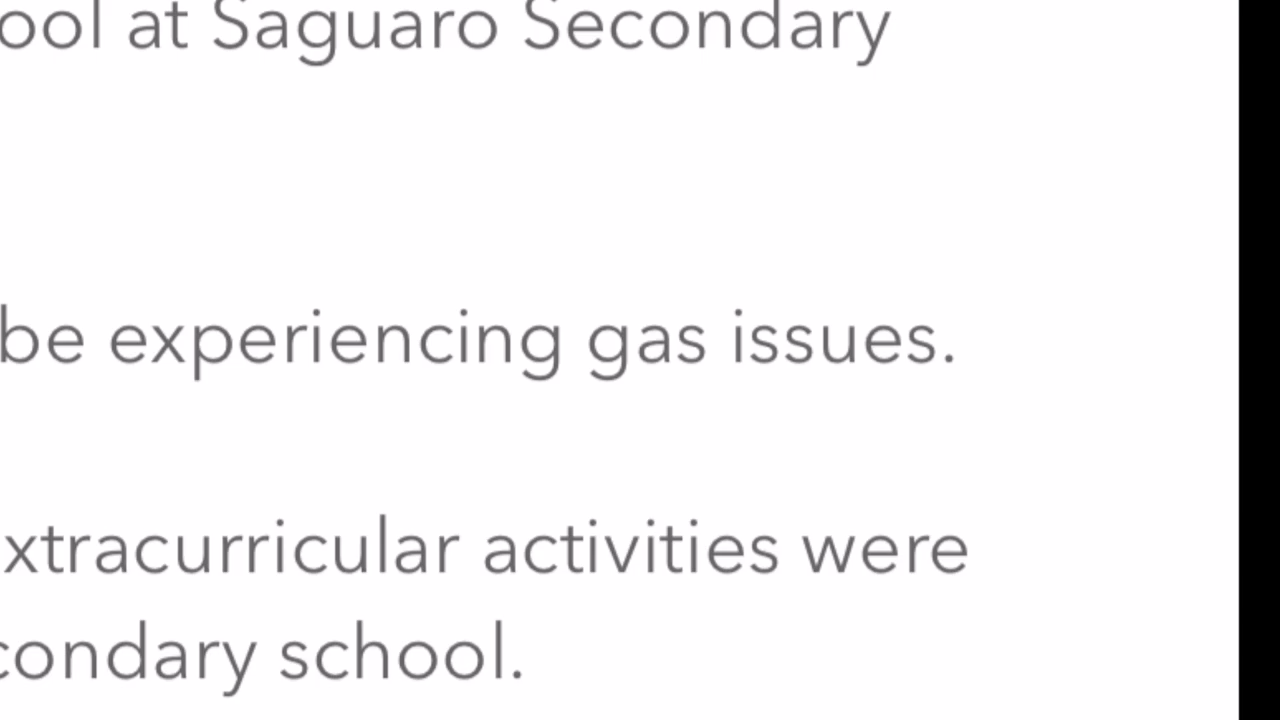 ool at Saguaro Secondary
be experiencing gas issues.
xtracurricular activities were
condary school.